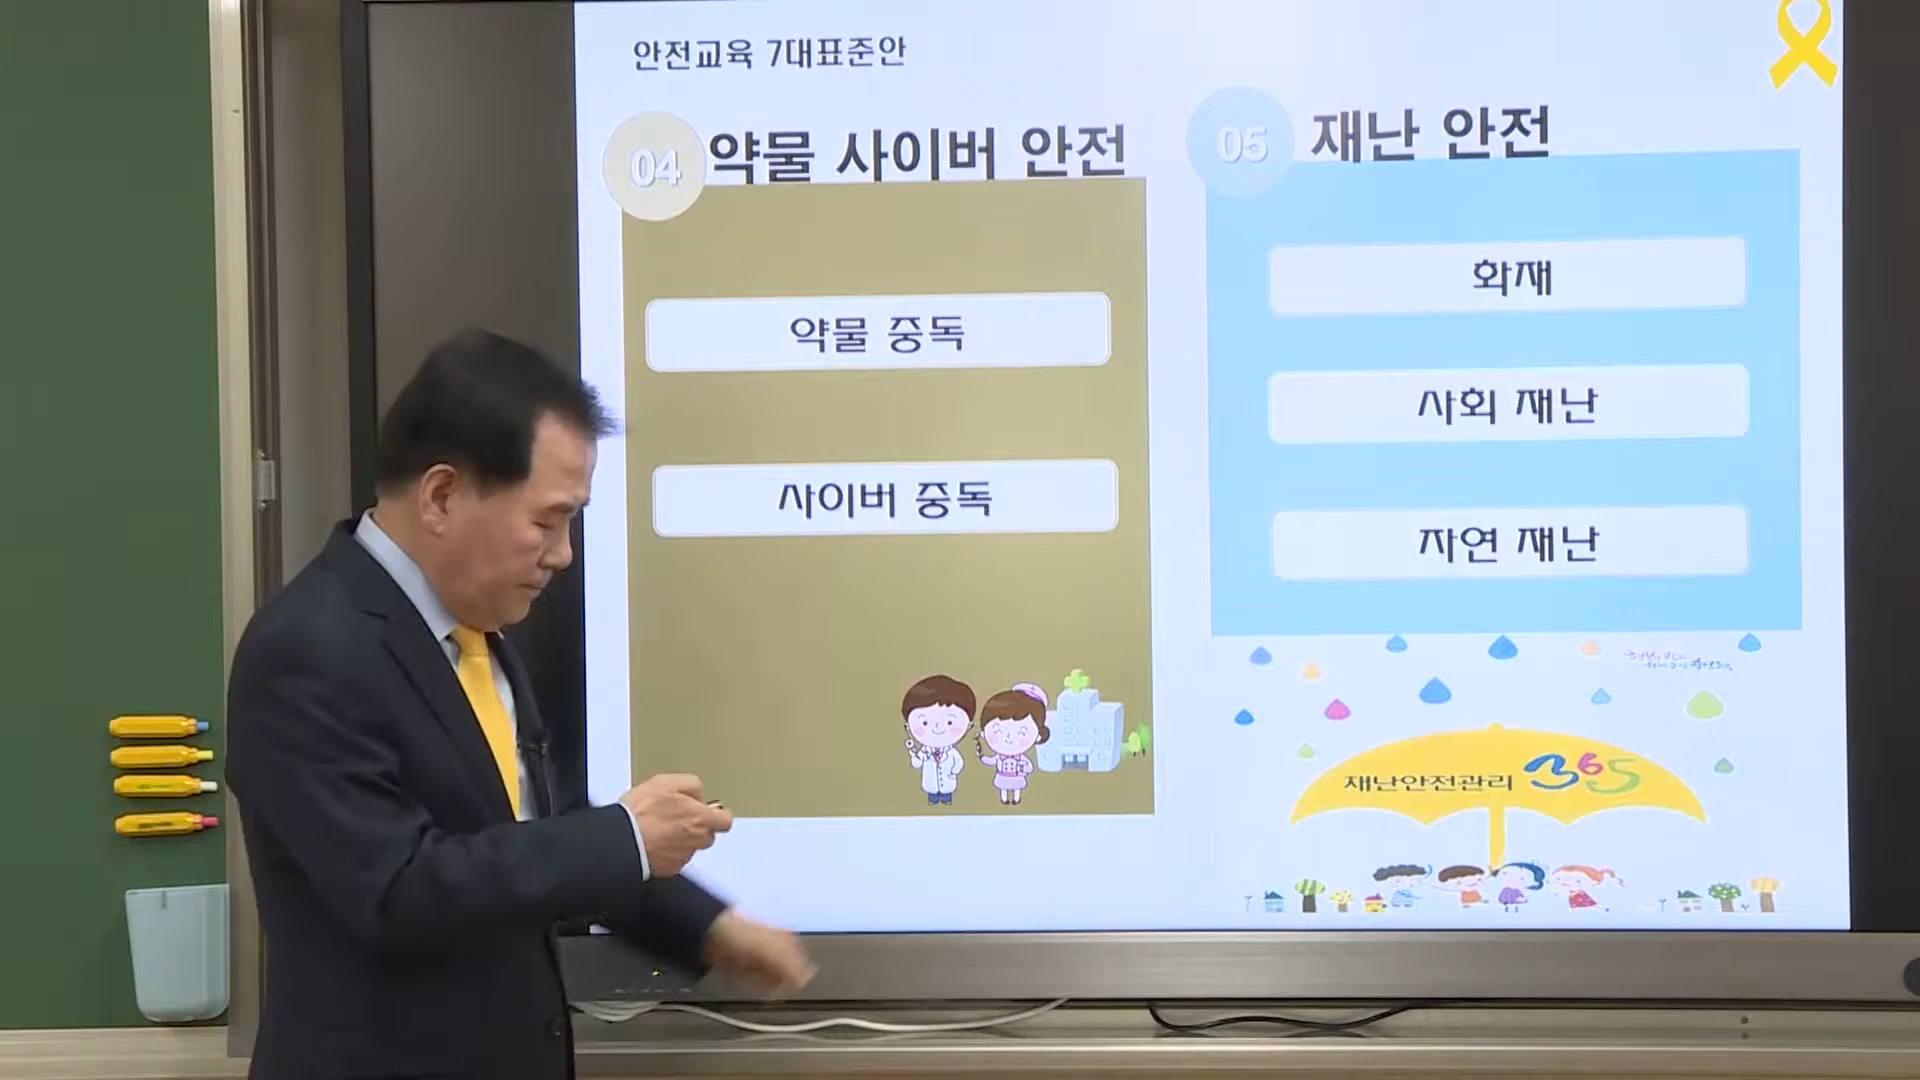 안전교육 7대표준안
04 약물 사이버 안전
약물 중독
사이버 중독
05 재난 안전
화재
사회 재난
자연 재난
재난안전관리 365